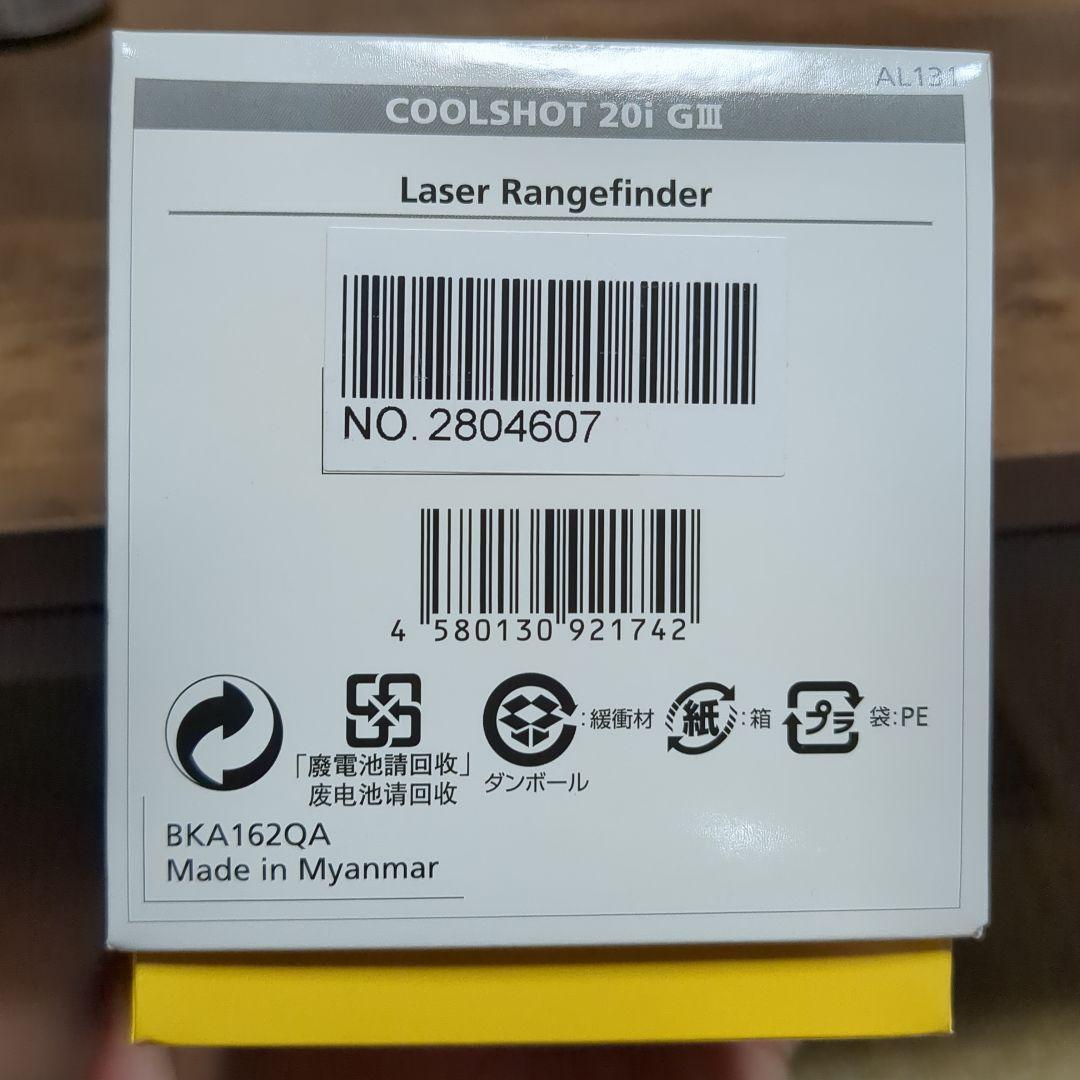 AL131
COOLSHOT 20i GⅢ
Laser Rangefinder
NO. 2804607
4 580130 921742
「廃電池請回收」
废电池请回收
ダンボール
:緩衝材
紙
:箱
プラ
袋:PE
BKA162QA
Made in Myanmar